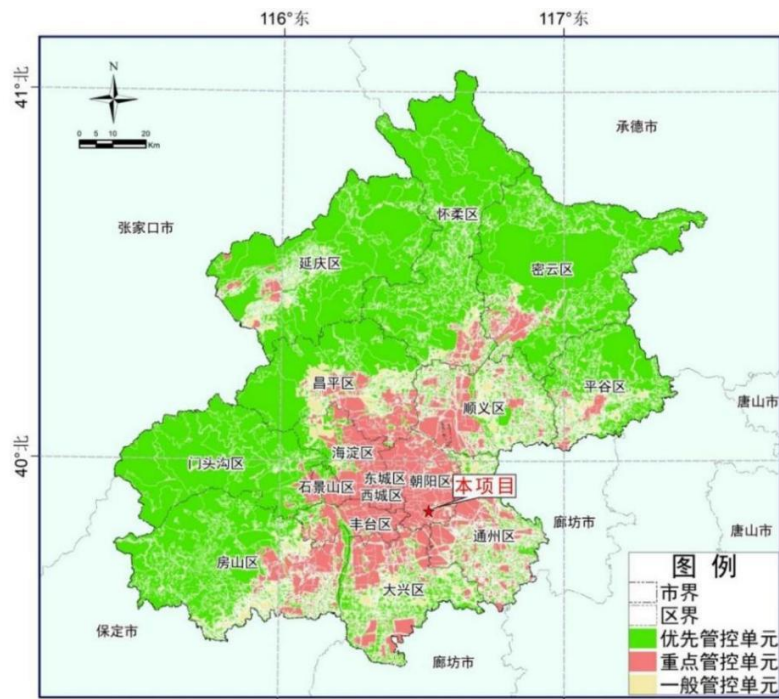 116°东
117°东
41°北
N
0 5 10 20
Km
承德市
张家口市
怀柔区
延庆区
密云区
昌平区
平谷区
顺义区
唐山市
40°北
海淀区
门头沟区
东城区
朝阳区
本项目
石景山区
西城区
廊坊市
唐山市
丰台区
通州区
房山区
大兴区
保定市
廊坊市
图 例
市界
区界
优先管控单元
重点管控单元
一般管控单元